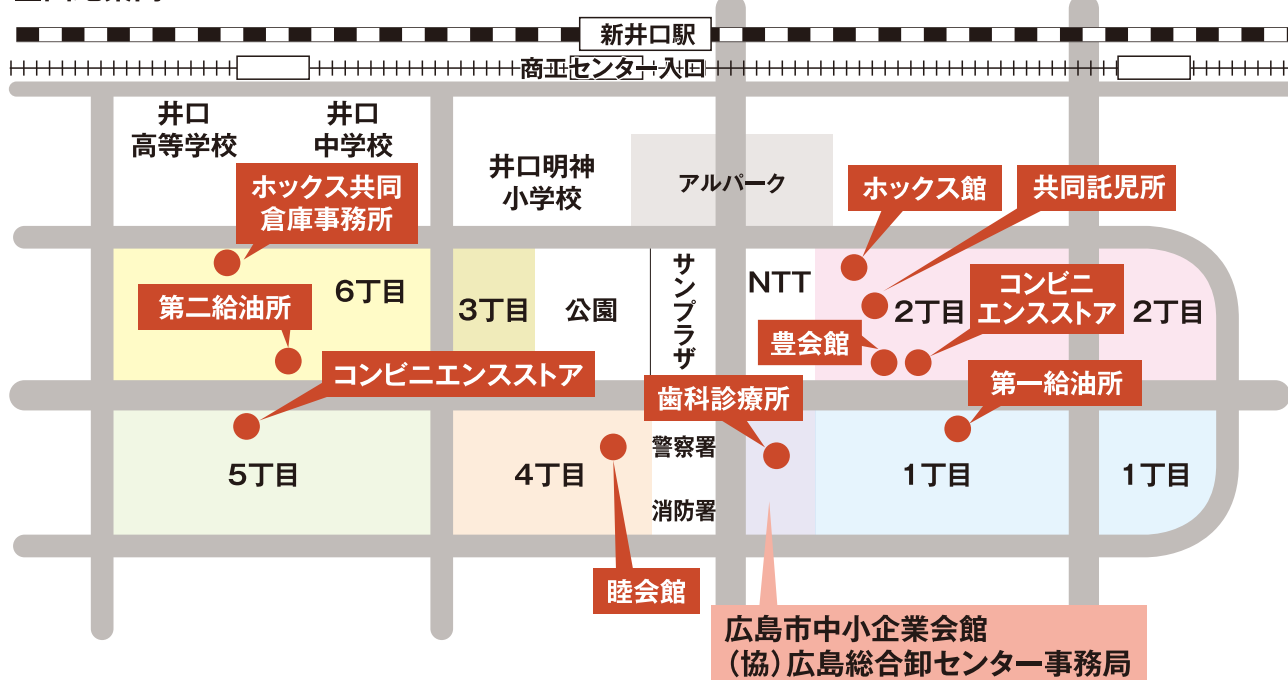 新井口駅
商工センター入口
井口
高等学校
井口
中学校
井口明神
小学校
アルパーク
ホックス共同
倉庫事務所
ホックス館
共同託児所
第二給油所
6丁目
3丁目
公園
サンプラザ
NTT
2丁目
コンビニ
エンスストア
2丁目
豊会館
コンビニエンスストア
第一給油所
歯科診療所
5丁目
4丁目
警察署
消防署
1丁目
1丁目
睦会館
広島市中小企業会館
(協)広島総合卸センター事務局